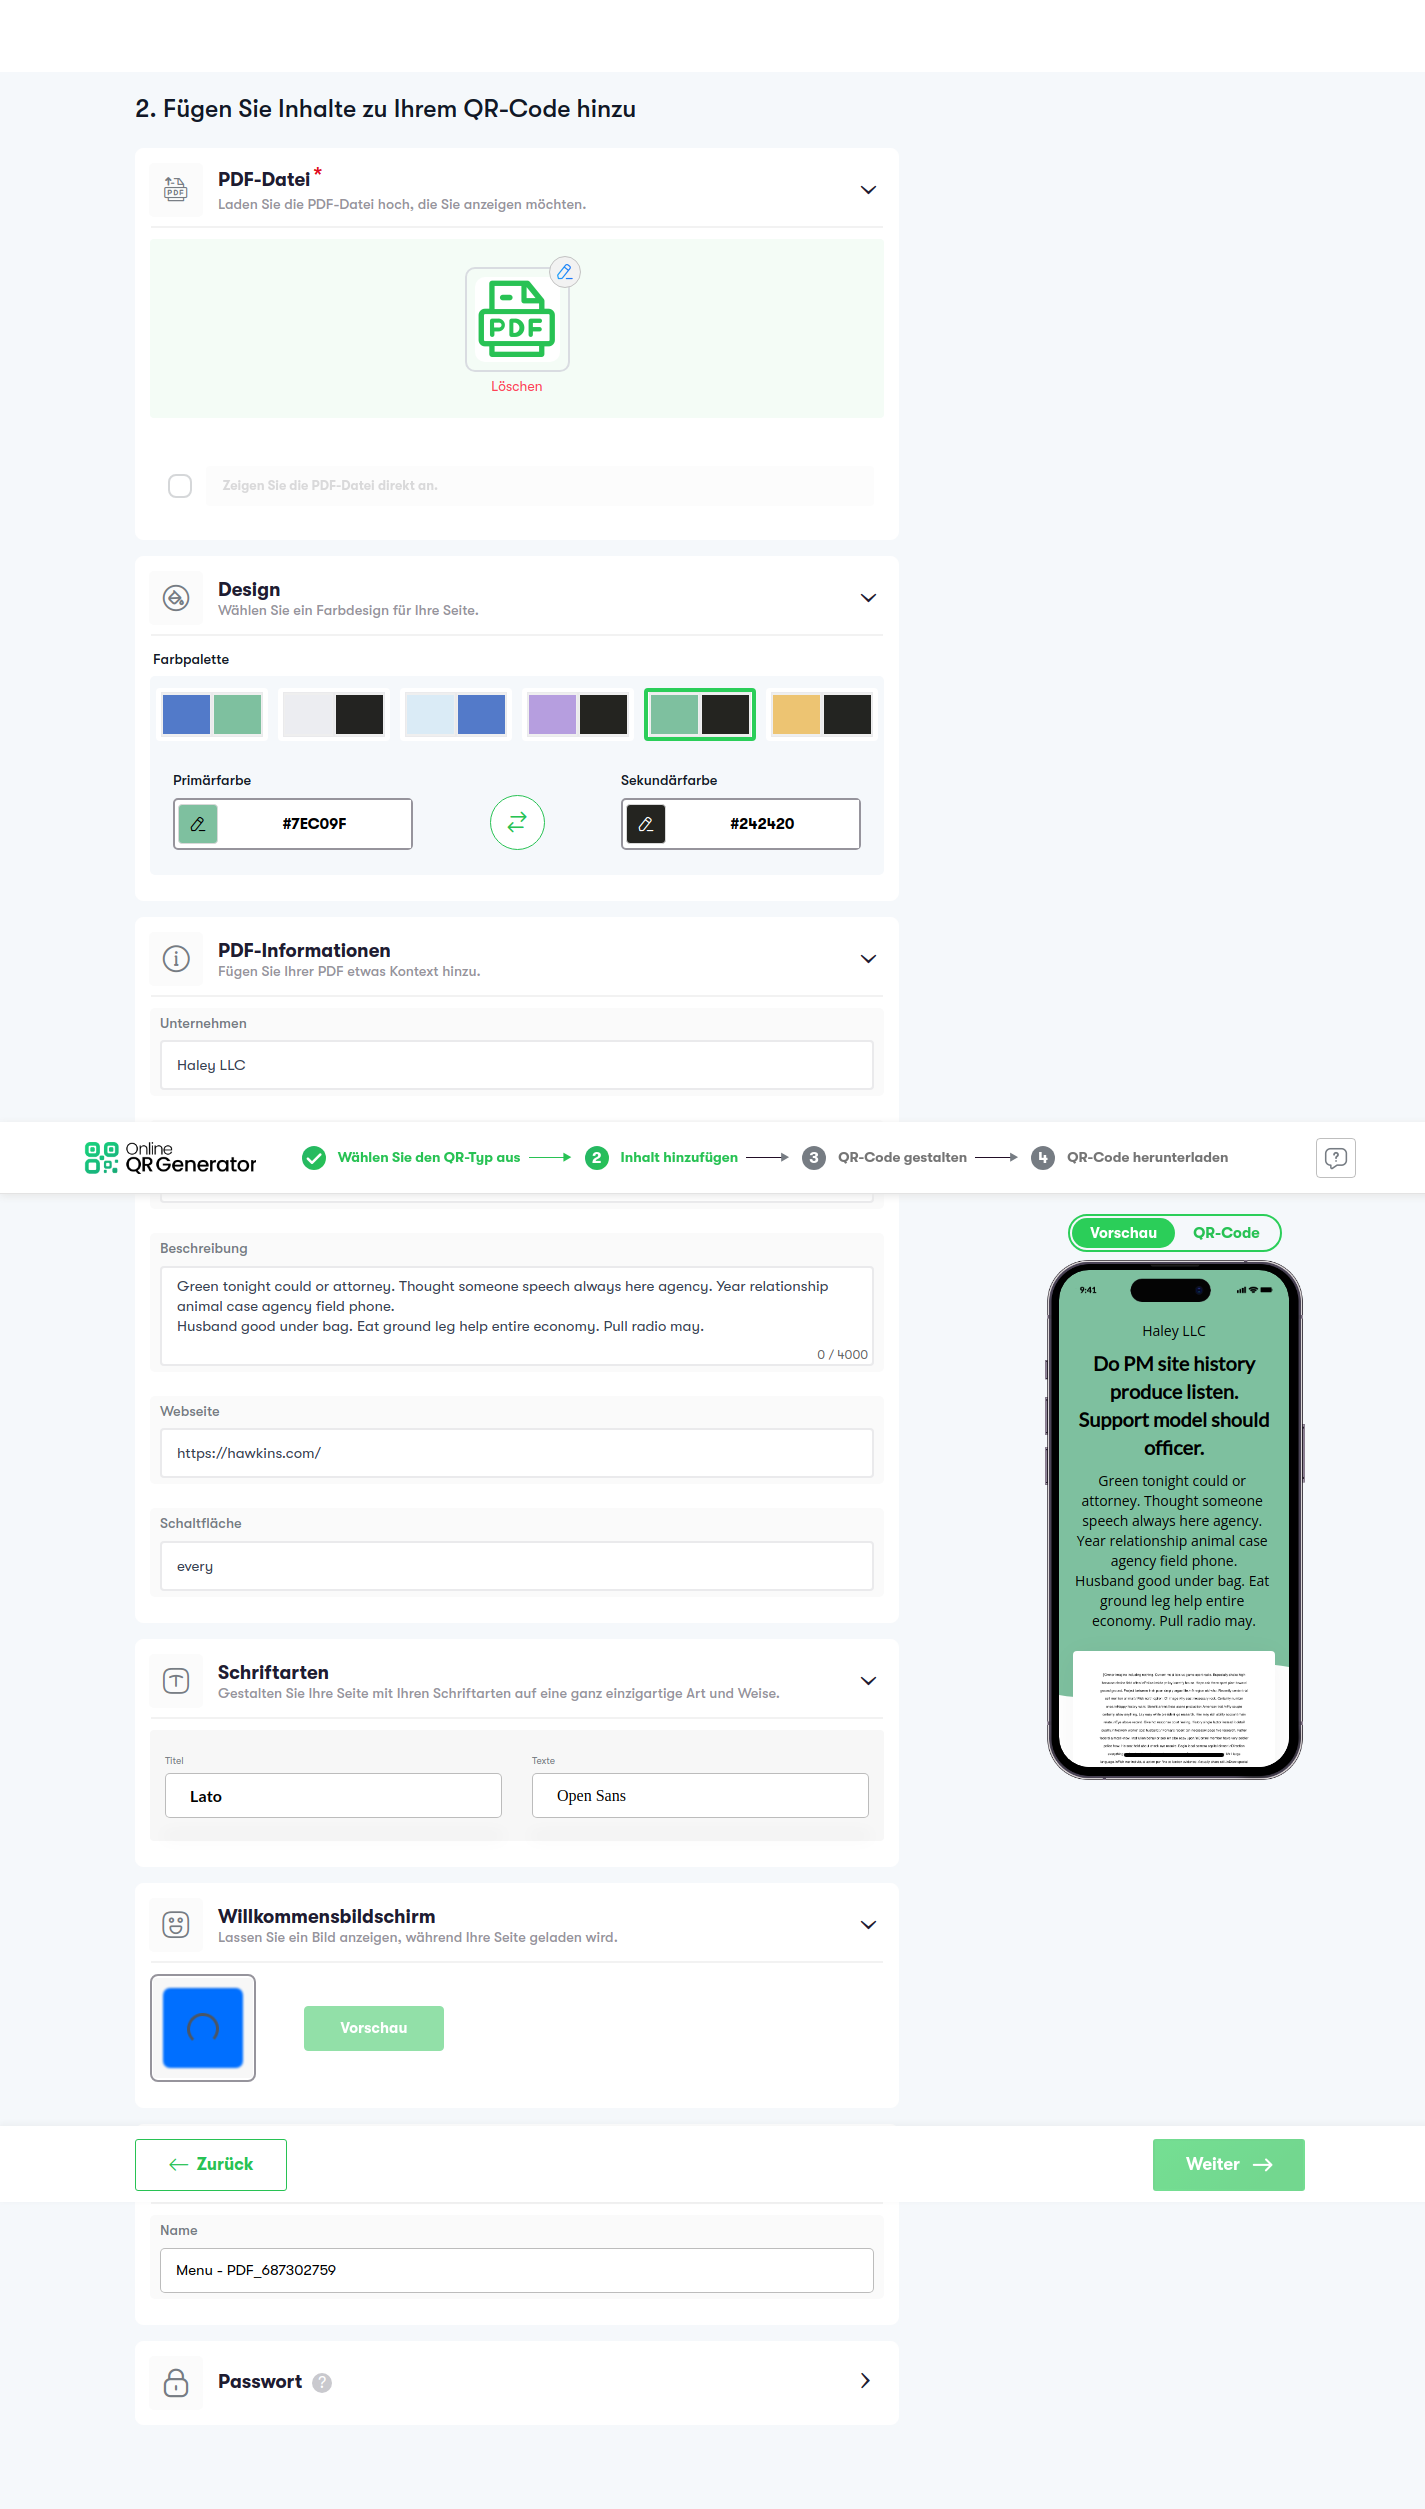 2. Fügen Sie Inhalte zu Ihrem QR-Code hinzu
PDF-Datei*
Laden Sie die PDF-Datei hoch, die Sie anzeigen möchten.
PDF
Löschen
Zeigen Sie die PDF-Datei direkt an.
Design
Wählen Sie ein Farbdesign für Ihre Seite.
Farbpalette
Primärfarbe
#7EC09F
Sekundärfarbe
#242420
PDF-Informationen
Fügen Sie Ihrer PDF etwas Kontext hinzu.
Unternehmen
Haley LLC
Online
QR Generator
Wählen Sie den QR-Typ aus
2 Inhalt hinzufügen
3 QR-Code gestalten
4 QR-Code herunterladen
Beschreibung
Green tonight could or attorney. Thought someone speech always here agency. Year relationship
animal case agency field phone.
Husband good under bag. Eat ground leg help entire economy. Pull radio may.
0 / 4000
Webseite
https://hawkins.com/
Schaltfläche
every
Schriftarten
Gestalten Sie Ihre Seite mit Ihren Schriftarten auf eine ganz einzigartige Art und Weise.
Titel
Lato
Texte
Open Sans
Willkommensbildschirm
Lassen Sie ein Bild anzeigen, während Ihre Seite geladen wird.
Vorschau
Zurück
Weiter
Name
Menu - PDF_687302759
Passwort ?
Vorschau
QR-Code
9:41
Haley LLC
Do PM site history
produce listen.
Support model should
officer.
Green tonight could or
attorney. Thought someone
speech always here agency.
Year relationship animal case
agency field phone.
Husband good under bag. Eat
ground leg help entire
economy. Pull radio may.